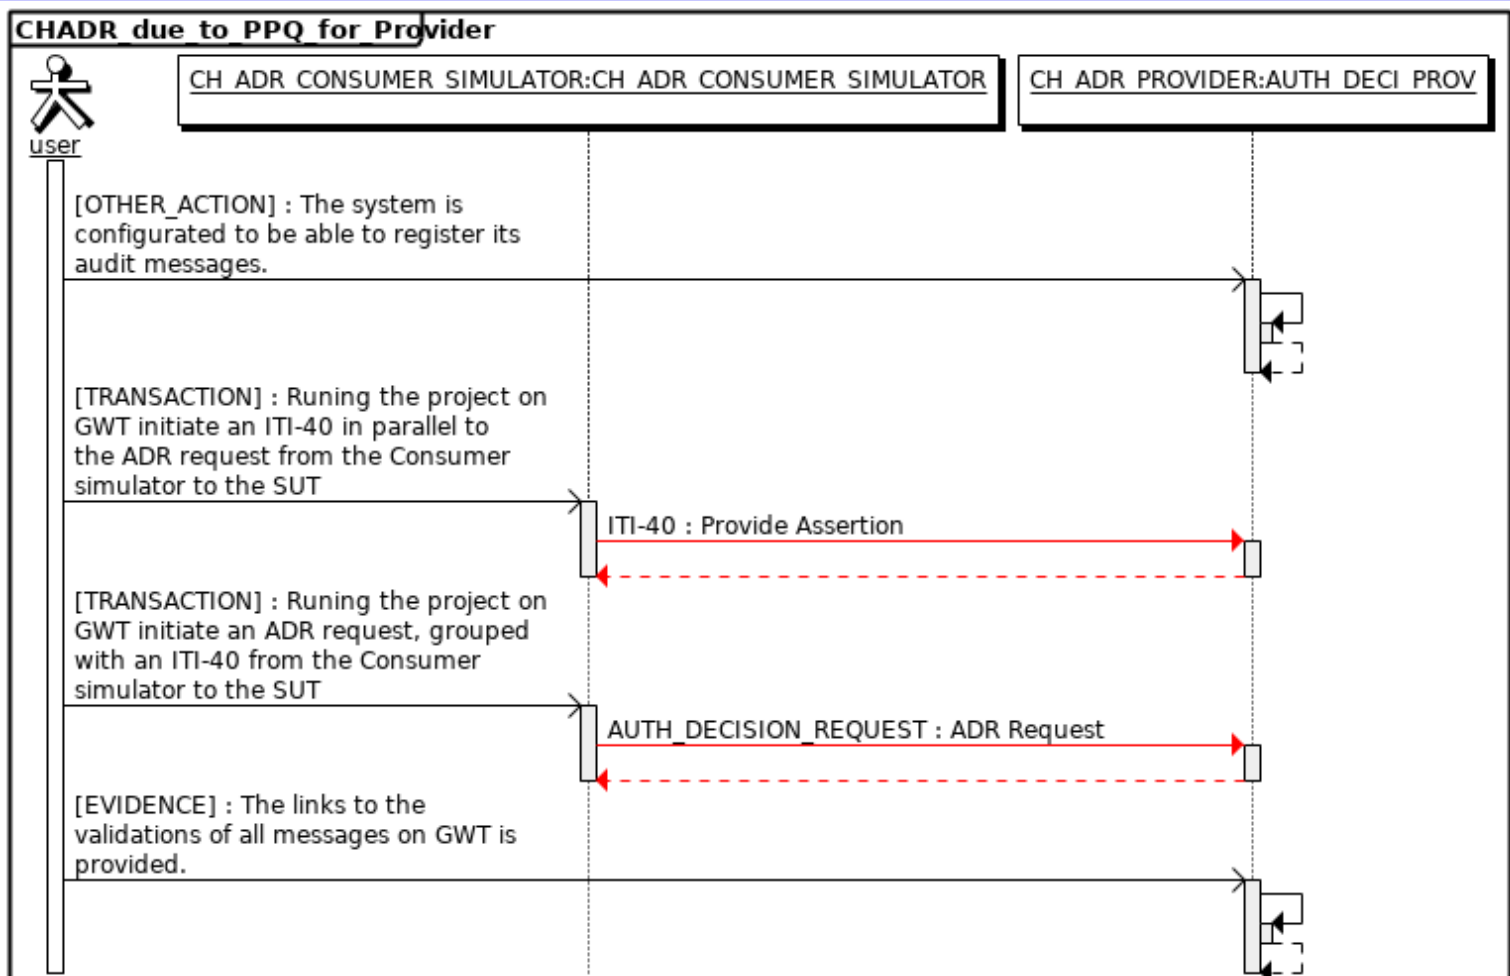 CHADR_due_to_PPQ_for_Provider
CH_ADR_CONSUMER_SIMULATOR:CH_ADR_CONSUMER_SIMULATOR
CH_ADR_PROVIDER:AUTH_DECI_PROV
user
[OTHER_ACTION] : The system is
configurated to be able to register its
audit messages.
[TRANSACTION] : Runing the project on
GWT initiate an ITI-40 in parallel to
the ADR request from the Consumer
simulator to the SUT
ITI-40 : Provide Assertion
[TRANSACTION] : Runing the project on
GWT initiate an ADR request, grouped
with an ITI-40 from the Consumer
simulator to the SUT
AUTH_DECISION_REQUEST : ADR Request
[EVIDENCE] : The links to the
validations of all messages on GWT is
provided.